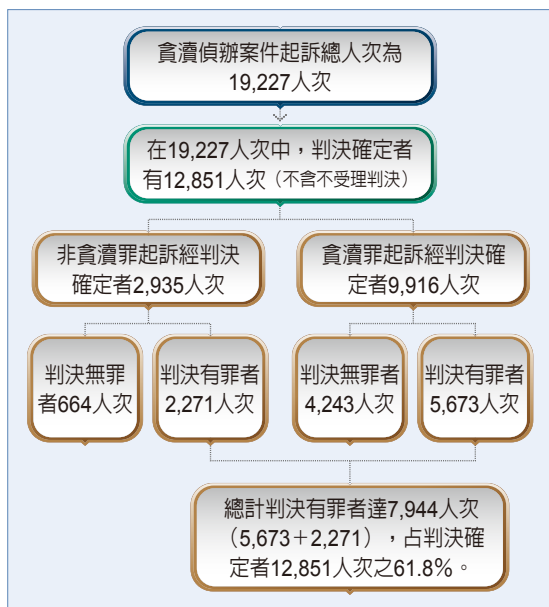 貪瀆偵辦案件起訴總人次為
19,227人次
在19,227人次中，判決確定者
有12,851人次（不含不受理判決）
非貪瀆罪起訴經判決
確定者2,935人次
貪瀆罪起訴經判決確
定者9,916人次
判決無罪
者664人次
判決有罪者
2,271人次
判決無罪者
4,243人次
判決有罪者
5,673人次
總計判決有罪者達7,944人次
（5,673＋2,271），占判決確
定者12,851人次之61.8%。